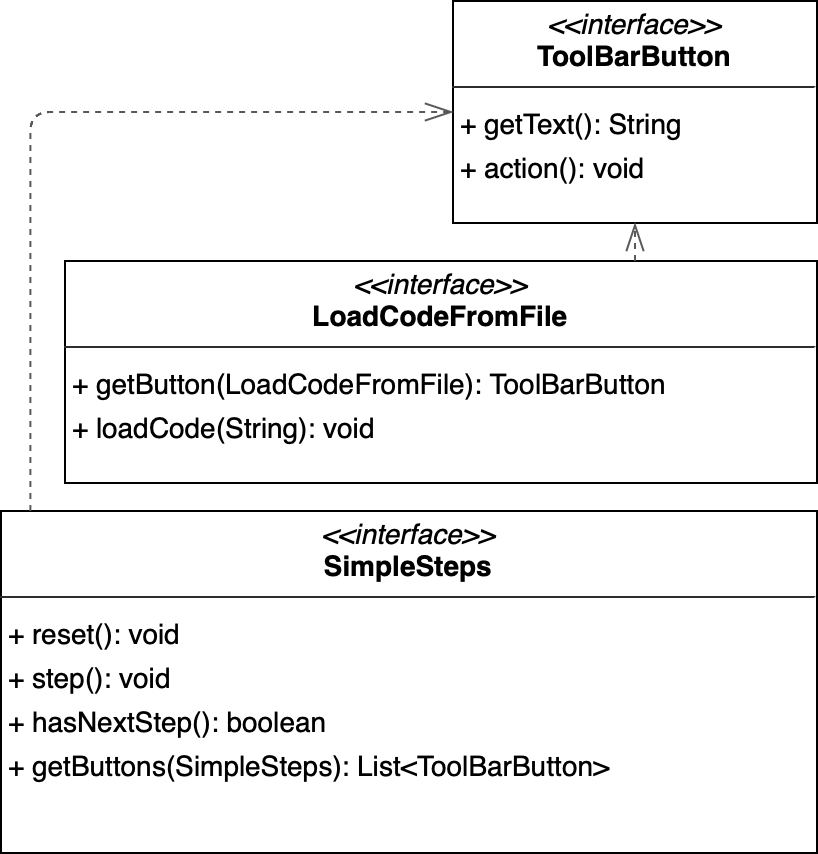 <<interface>>
ToolBarButton
+ getText(): String
+ action(): void
<<interface>>
LoadCodeFromFile
+ getButton(LoadCodeFromFile): ToolBarButton
+ loadCode(String): void
<<interface>>
SimpleSteps
+ reset(): void
+ step(): void
+ hasNextStep(): boolean
+ getButtons(SimpleSteps): List<ToolBarButton>